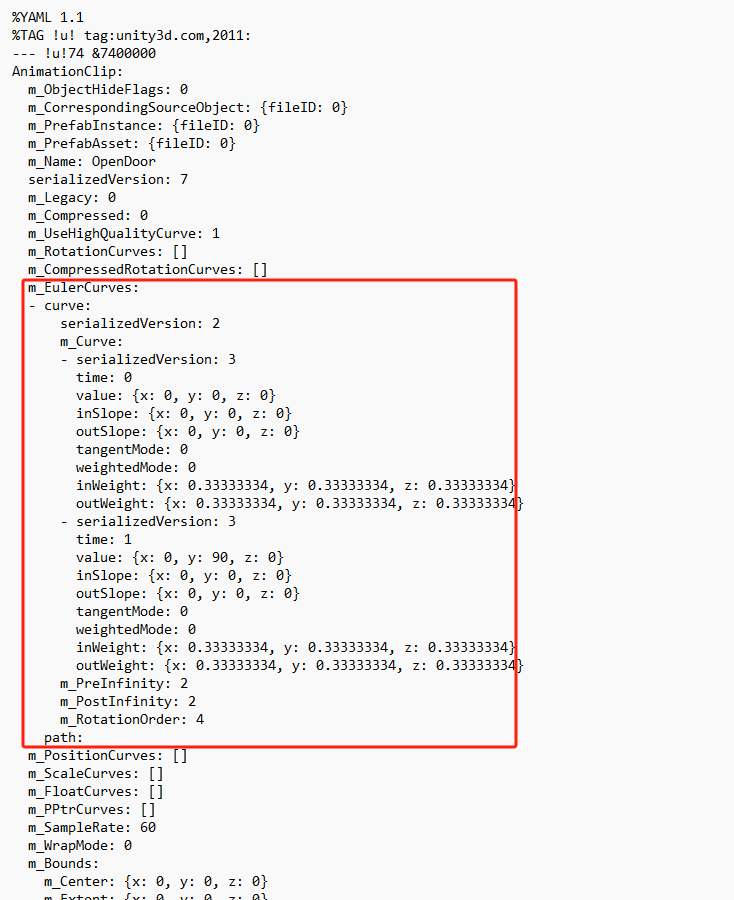 %YAML 1.1
%TAG !u! tag:unity3d.com,2011:
--- !u!74 &7400000
AnimationClip:
  m_ObjectHideFlags: 0
  m_CorrespondingSourceObject: {fileID: 0}
  m_PrefabInstance: {fileID: 0}
  m_PrefabAsset: {fileID: 0}
  m_Name: OpenDoor
  serializedVersion: 7
  m_Legacy: 0
  m_Compressed: 0
  m_UseHighQualityCurve: 1
  m_RotationCurves: []
  m_CompressedRotationCurves: []
  m_EulerCurves:
  - curve:
      serializedVersion: 2
      m_Curve:
      - serializedVersion: 3
        time: 0
        value: {x: 0, y: 0, z: 0}
        inSlope: {x: 0, y: 0, z: 0}
        outSlope: {x: 0, y: 0, z: 0}
        tangentMode: 0
        weightedMode: 0
        inWeight: {x: 0.33333334, y: 0.33333334, z: 0.33333334}
        outWeight: {x: 0.33333334, y: 0.33333334, z: 0.33333334}
      - serializedVersion: 3
        time: 1
        value: {x: 0, y: 90, z: 0}
        inSlope: {x: 0, y: 0, z: 0}
        outSlope: {x: 0, y: 0, z: 0}
        tangentMode: 0
        weightedMode: 0
        inWeight: {x: 0.33333334, y: 0.33333334, z: 0.33333334}
        outWeight: {x: 0.33333334, y: 0.33333334, z: 0.33333334}
      m_PreInfinity: 2
      m_PostInfinity: 2
      m_RotationOrder: 4
    path:
  m_PositionCurves: []
  m_ScaleCurves: []
  m_FloatCurves: []
  m_PPtrCurves: []
  m_SampleRate: 60
  m_WrapMode: 0
  m_Bounds:
    m_Center: {x: 0, y: 0, z: 0}
    m_Extent: {x: 0, y: 0, z: 0}